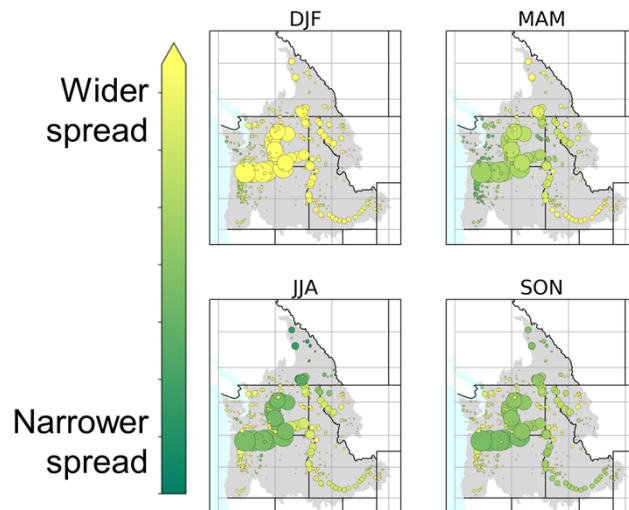 DJF
MAM
Wider
spread
JJA
SON
Narrower
spread